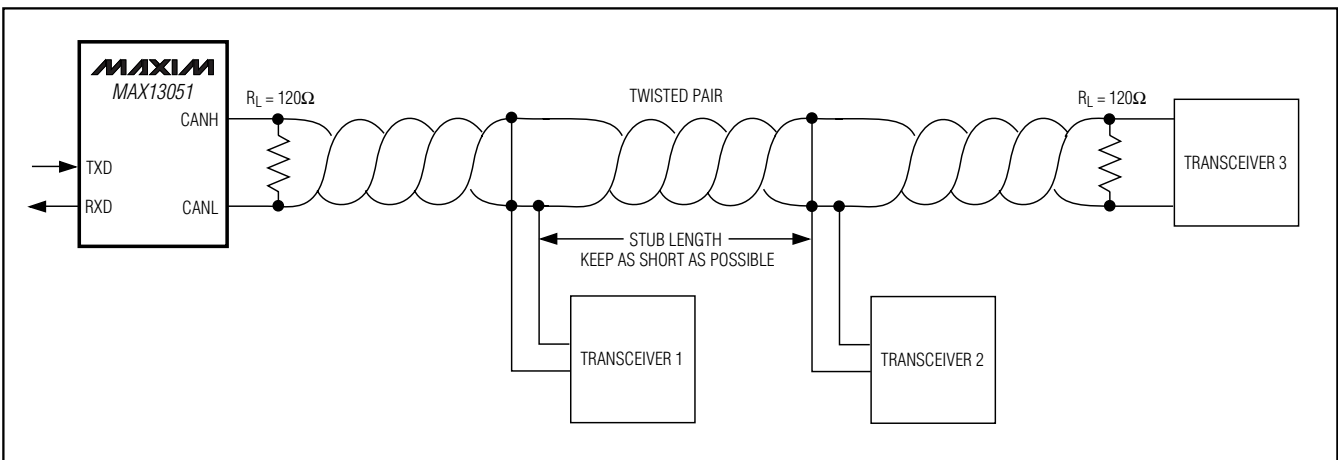 MAXIM
MAX13051
CANH
TXD
RXD
CANL
RL = 120Ω
TWISTED PAIR
RL = 120Ω
TRANSCEIVER 3
STUB LENGTH
KEEP AS SHORT AS POSSIBLE
TRANSCEIVER 1
TRANSCEIVER 2